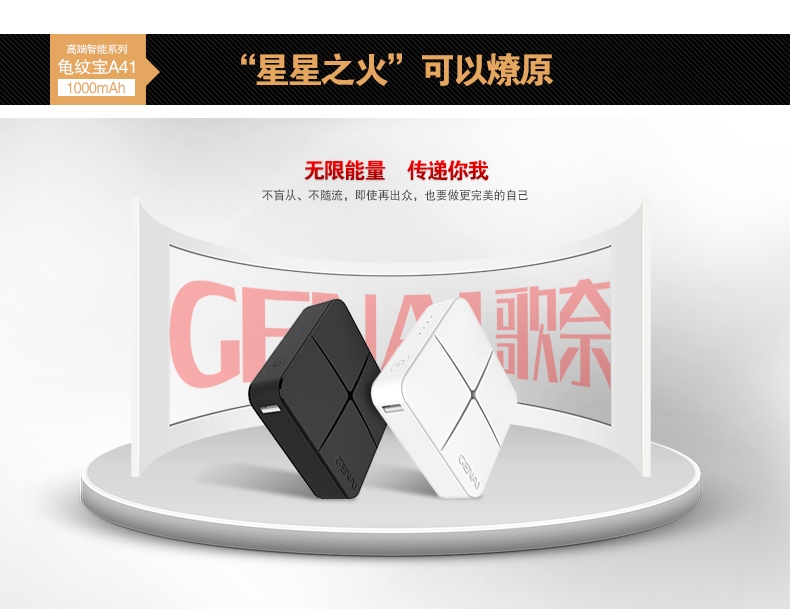 高端智能系列
龟纹宝A41
1000mAh
“星星之火”可以燎原
无限能量 传递你我
不盲从、不随流，即使再出众，也要做更完美的自己
GENAI歌奈
GENAI
GENAI